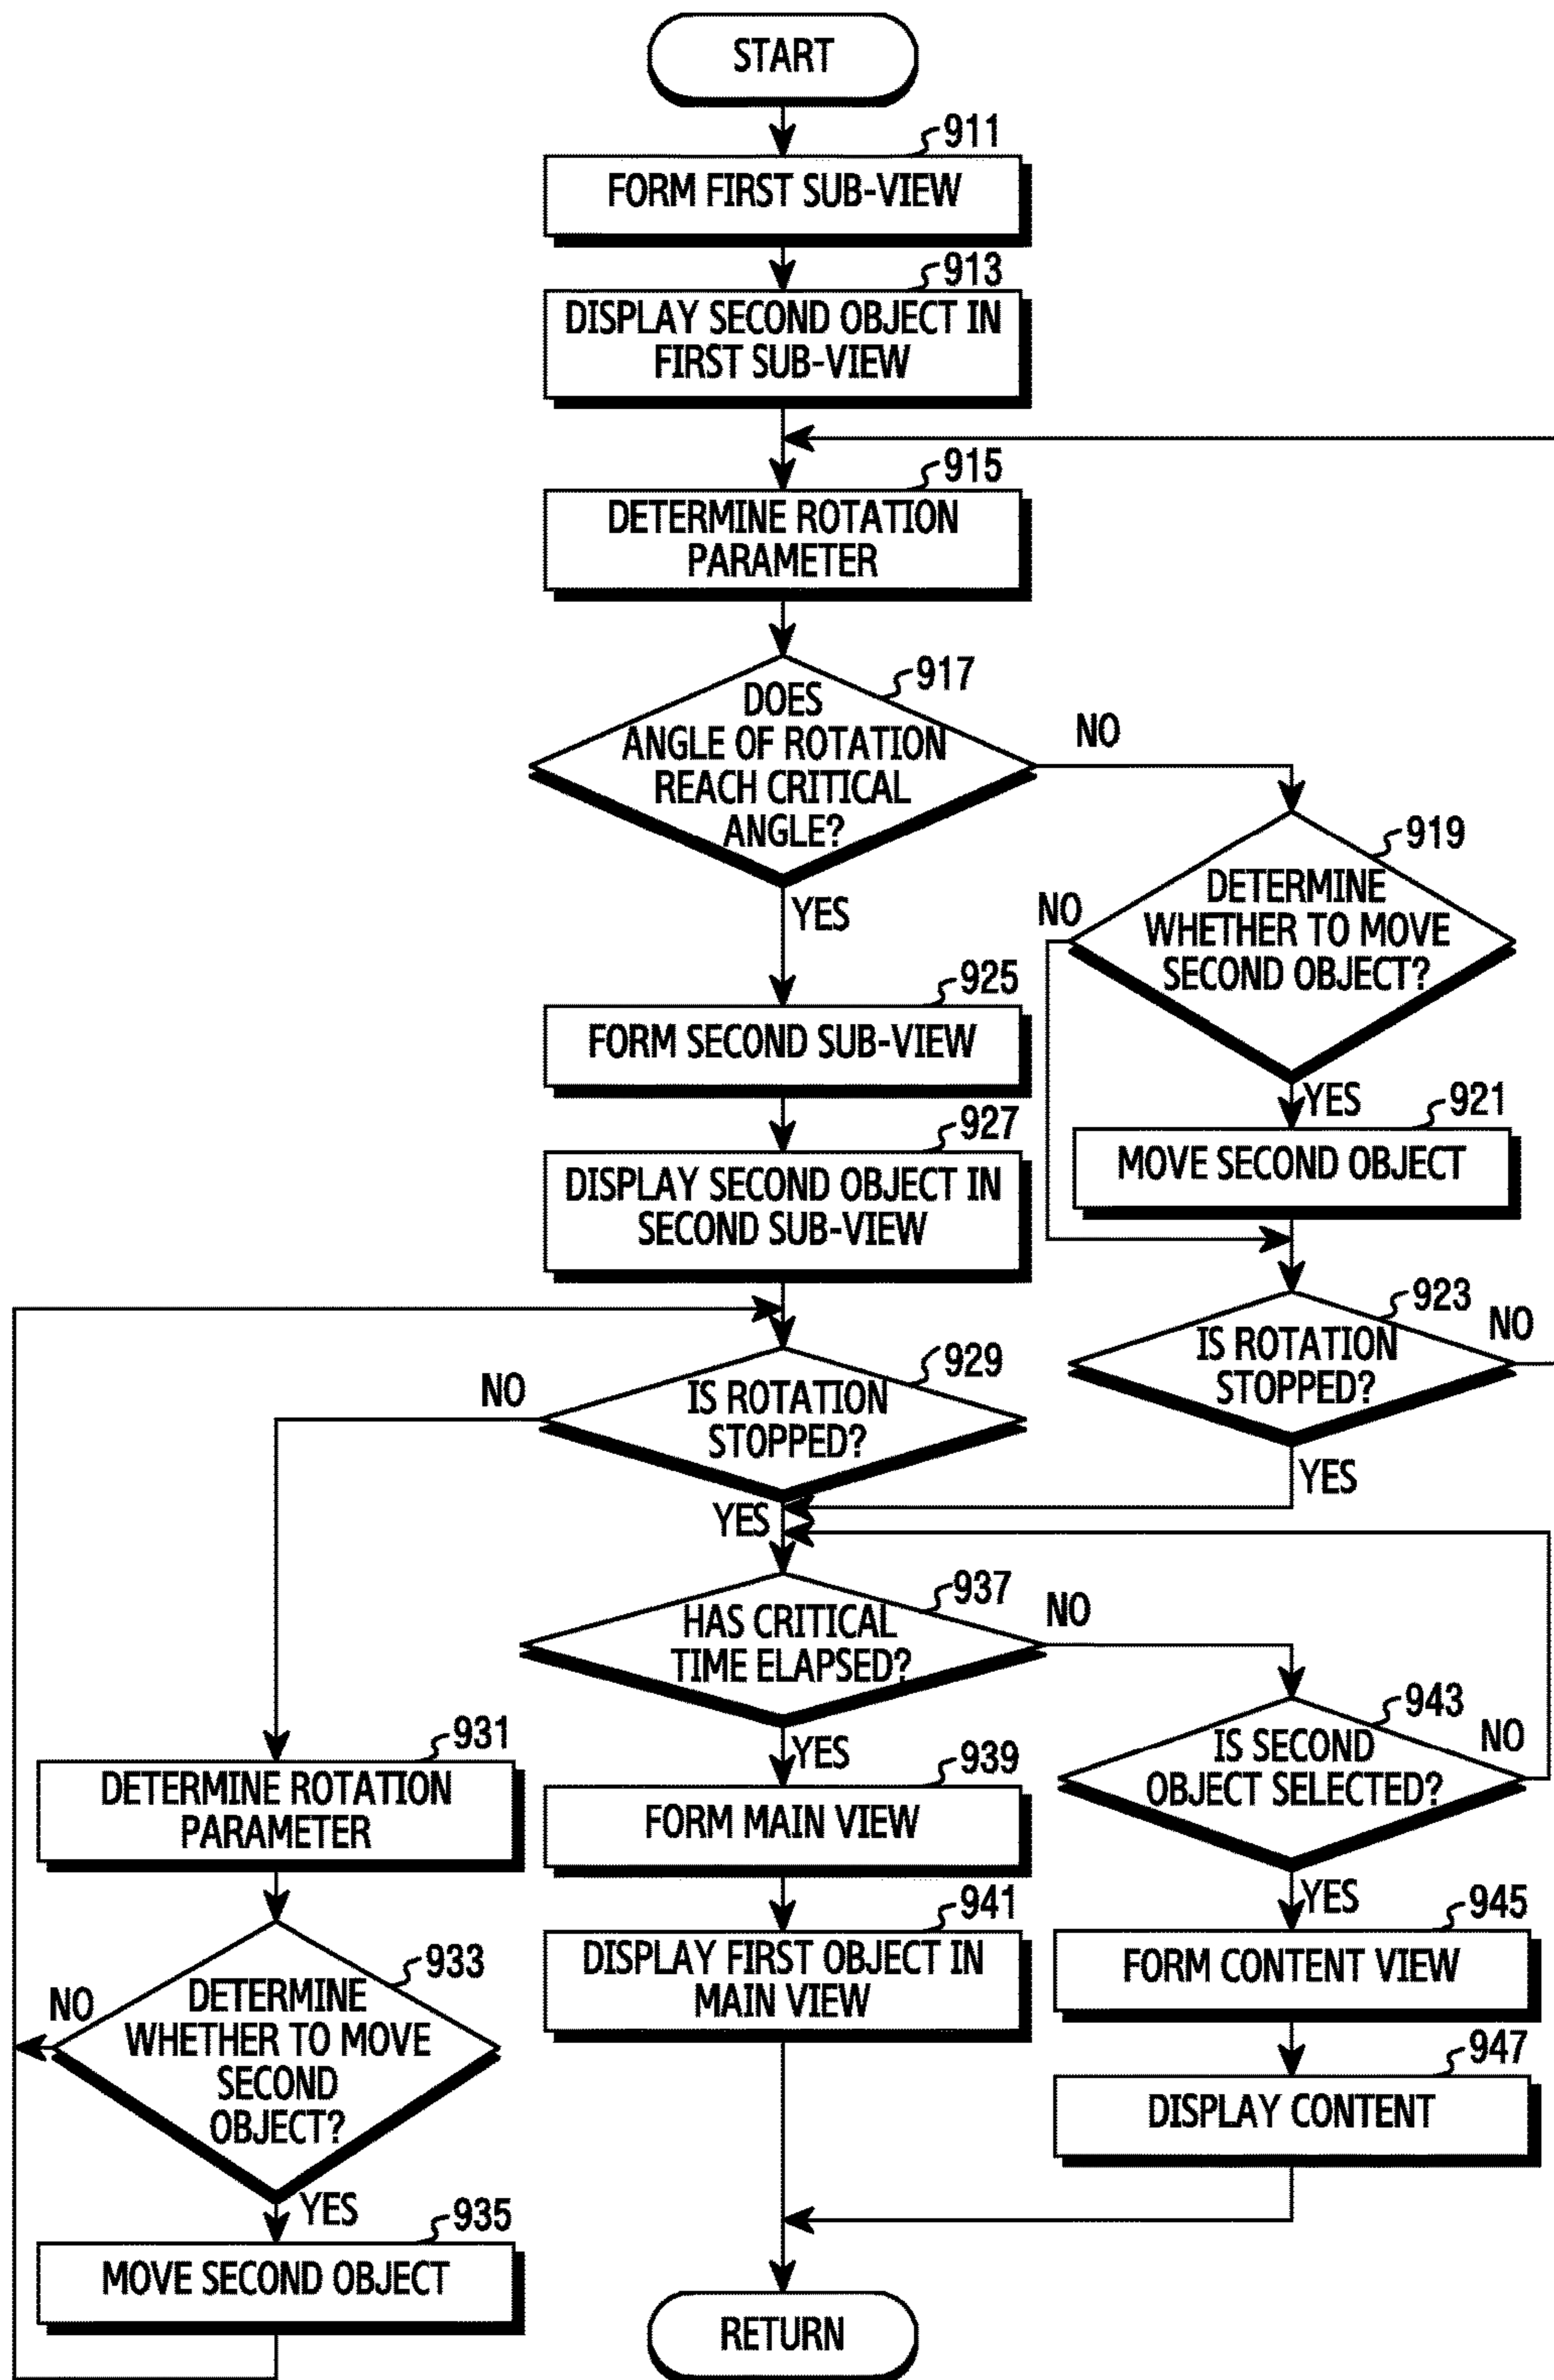 START
911
FORM FIRST SUB-VIEW
913
DISPLAY SECOND OBJECT IN
FIRST SUB-VIEW
915
DETERMINE ROTATION
PARAMETER
917
DOES
ANGLE OF ROTATION
REACH CRITICAL
ANGLE?
NO
YES
919
DETERMINE
WHETHER TO MOVE
SECOND OBJECT?
NO
YES
921
MOVE SECOND OBJECT
923
IS ROTATION
STOPPED?
NO
YES
925
FORM SECOND SUB-VIEW
927
DISPLAY SECOND OBJECT IN
SECOND SUB-VIEW
929
IS ROTATION
STOPPED?
NO
YES
931
DETERMINE ROTATION
PARAMETER
933
DETERMINE
WHETHER TO MOVE
SECOND
OBJECT?
NO
YES
935
MOVE SECOND OBJECT
937
HAS CRITICAL
TIME ELAPSED?
NO
YES
939
FORM MAIN VIEW
941
DISPLAY FIRST OBJECT IN
MAIN VIEW
943
IS SECOND
OBJECT SELECTED?
NO
YES
945
FORM CONTENT VIEW
947
DISPLAY CONTENT
RETURN